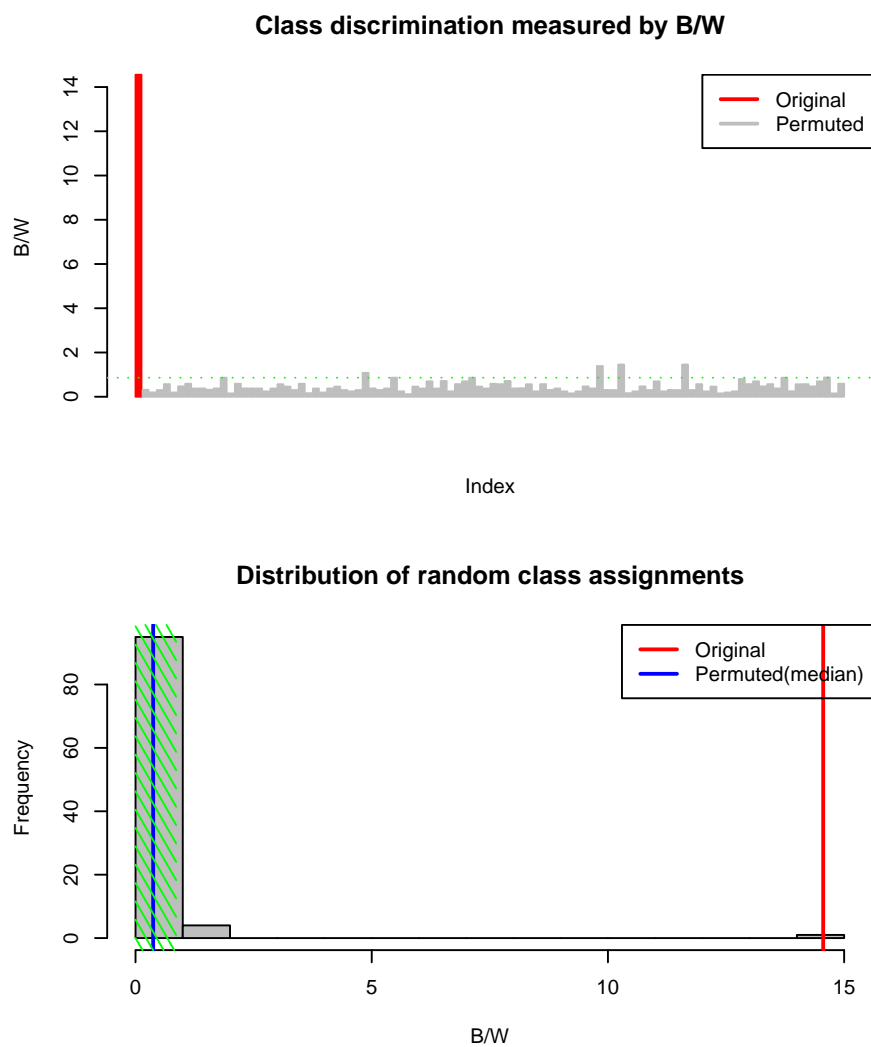 Class discrimination measured by B/W
14
12
10
8
6
4
2
0
B/W
Original
Permuted
Index
Distribution of random class assignments
Original
Permuted(median)
80
60
40
20
0
Frequency
0 5 10 15
B/W